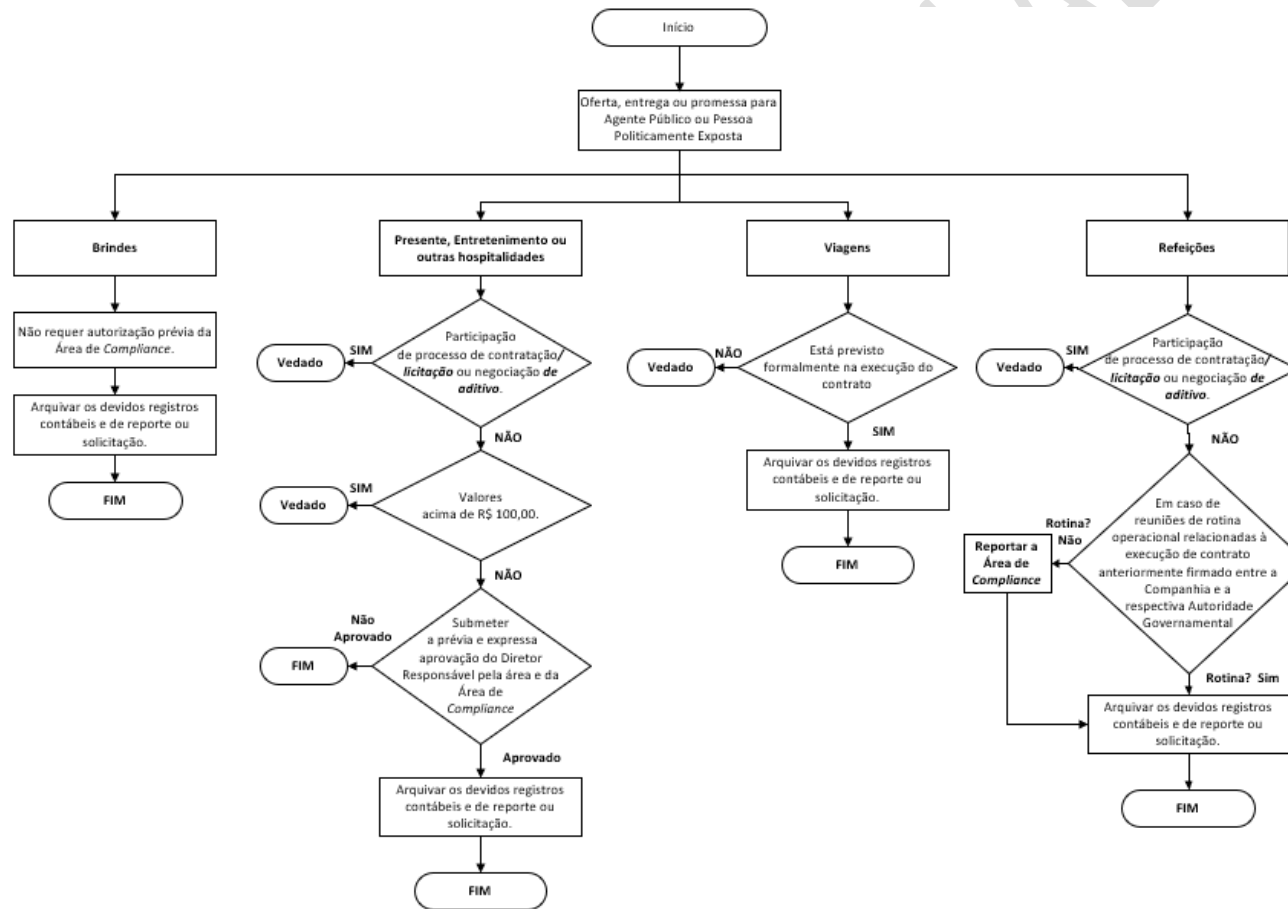 Início
Oferta, entrega ou promessa para
Agente Público ou Pessoa
Politicamente Exposta
Brindes
Não requer autorização prévia da
Área de Compliance.
Arquivar os devidos registros
contábeis e de reporte ou
solicitação.
FIM
Presente, Entretenimento ou
outras hospitalidades
Participação
de processo de contratação/
licitação ou negociação de
aditivo.
SIM
Vedado
NÃO
Valores
acima de R$ 100,00.
SIM
Vedado
NÃO
Submeter
a prévia e expressa
aprovação do Diretor
Responsável pela área e da
Área de
Compliance
Não
Aprovado
FIM
Aprovado
Arquivar os devidos registros
contábeis e de reporte ou
solicitação.
FIM
Viagens
Está previsto
formalmente na execução do
contrato
NÃO
Vedado
SIM
Arquivar os devidos registros
contábeis e de reporte ou
solicitação.
FIM
Refeições
Participação
de processo de contratação/
licitação ou negociação de
aditivo.
SIM
Vedado
NÃO
Em caso de
reuniões de rotina
operacional relacionadas à
execução de contrato
anteriormente firmado entre a
Companhia e a
respectiva Autoridade
Governamental
Rotina?
Não
Reportar a
Área de
Compliance
Rotina? Sim
Arquivar os devidos registros
contábeis e de reporte ou
solicitação.
FIM